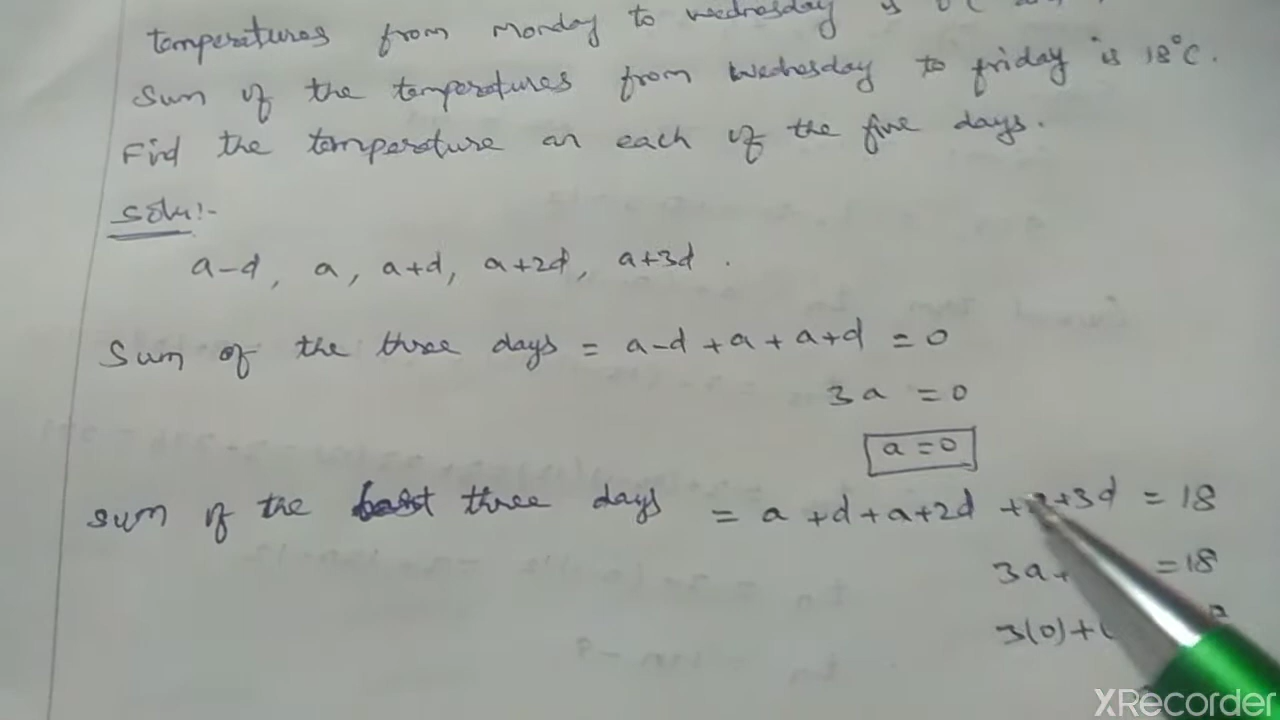 temperatures from Monday to wednesday is 0°C
Sum of the temperatures from wednesday to friday is 18°C.
Find the temperature on each of the five days.
Soln:-
a-d, a, a+d, a+2d, a+3d.
Sum of the three days = a-d+a+a+d = 0
3a = 0
a = 0
sum of the last three days = a+d+a+2d + +3d = 18
3a+ = 18
3(0)+
XRecorder